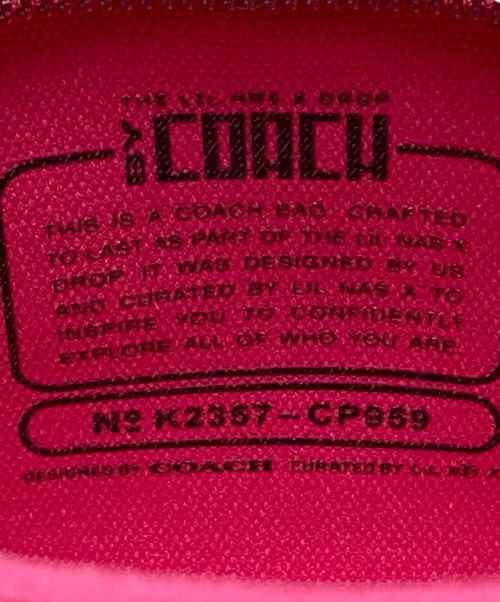 THE LIL NAS X DROP
BY COACH
THIS IS A COACH BAG. CRAFTED
TO LAST AS PART OF THE LIL NAS X
DROP. IT WAS DESIGNED BY US
AND CURATED BY LIL NAS X TO
INSPIRE YOU TO CONFIDENTLY
EXPLORE ALL OF WHO YOU ARE.
Nº K2367-CP959
DESIGNED BY COACH CURATED BY LIL NAS X